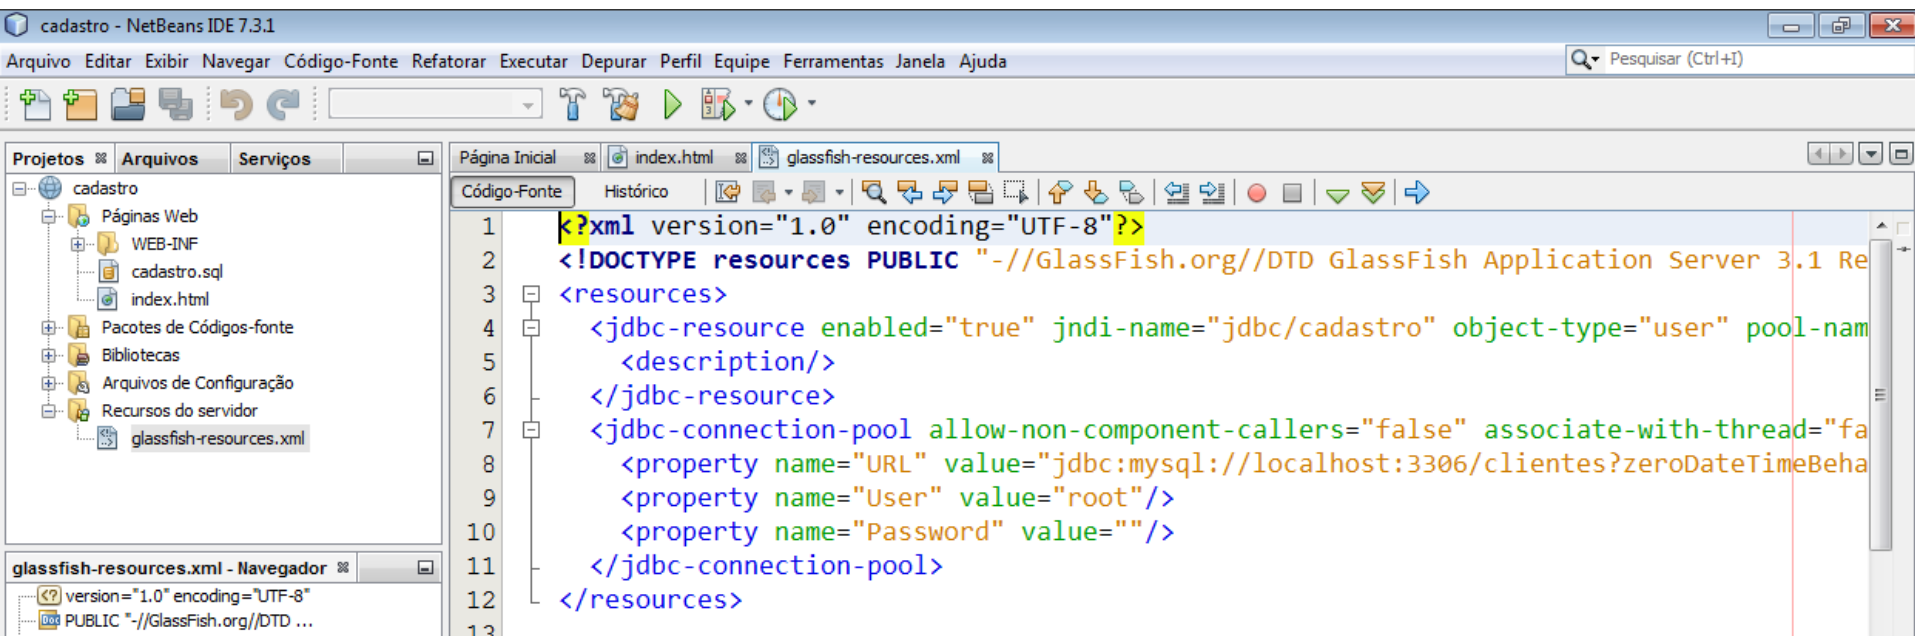 cadastro - NetBeans IDE 7.3.1
Arquivo Editar Exibir Navegar Código-Fonte Refatorar Executar Depurar Perfil Equipe Ferramentas Janela Ajuda
Pesquisar (Ctrl+I)
Projetos Arquivos Serviços
cadastro
Páginas Web
WEB-INF
cadastro.sql
index.html
Pacotes de Códigos-fonte
Bibliotecas
Arquivos de Configuração
Recursos do servidor
glassfish-resources.xml
glassfish-resources.xml - Navegador
version="1.0" encoding="UTF-8"
PUBLIC "-//GlassFish.org//DTD ...
Página Inicial index.html glassfish-resources.xml
Código-Fonte Histórico
1 <?xml version="1.0" encoding="UTF-8"?>
2 <!DOCTYPE resources PUBLIC "-//GlassFish.org//DTD GlassFish Application Server 3.1 Re
3 <resources>
4 <jdbc-resource enabled="true" jndi-name="jdbc/cadastro" object-type="user" pool-nam
5 <description/>
6 </jdbc-resource>
7 <jdbc-connection-pool allow-non-component-callers="false" associate-with-thread="fa
8 <property name="URL" value="jdbc:mysql://localhost:3306/clientes?zeroDateTimeBeha
9 <property name="User" value="root"/>
10 <property name="Password" value=""/>
11 </jdbc-connection-pool>
12 </resources>
13